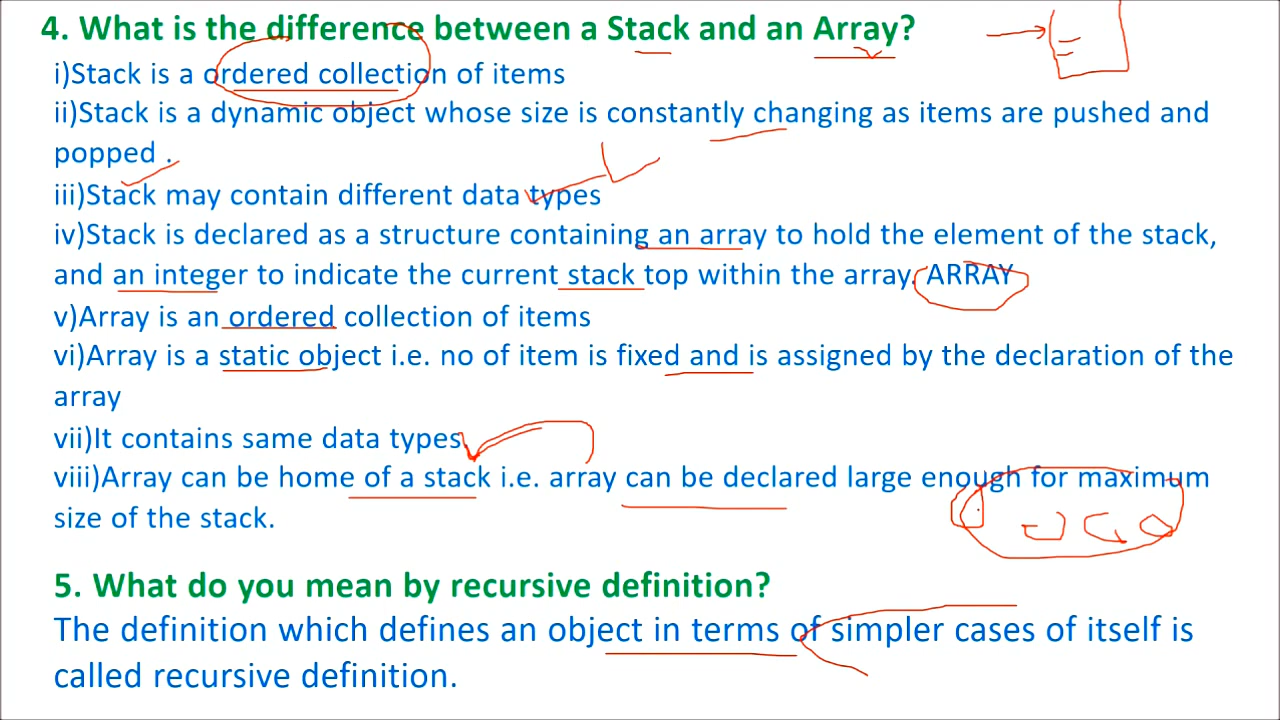 4. What is the difference between a Stack and an Array?
i)Stack is a ordered collection of items
ii)Stack is a dynamic object whose size is constantly changing as items are pushed and
popped .
iii)Stack may contain different data types
iv)Stack is declared as a structure containing an array to hold the element of the stack,
and an integer to indicate the current stack top within the array. ARRAY
v)Array is an ordered collection of items
vi)Array is a static object i.e. no of item is fixed and is assigned by the declaration of the
array
vii)It contains same data types.
viii)Array can be home of a stack i.e. array can be declared large enough for maximum
size of the stack.
5. What do you mean by recursive definition?
The definition which defines an object in terms of simpler cases of itself is
called recursive definition.